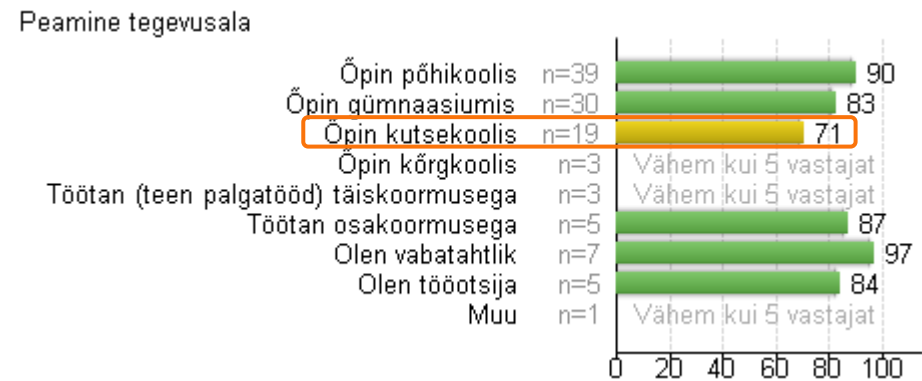 Peamine tegevusala
Õpin põhikoolis n=39 90
Õpin gümnaasiumis n=30 83
Õpin kutsekoolis n=19 71
Õpin kõrgkoolis n=3 Vähem kui 5 vastajat
Töötan (teen palgatööd) täiskoormusega n=3 Vähem kui 5 vastajat
Töötan osakoormusega n=5 87
Olen vabatahtlik n=7 97
Olen tööotsija n=5 84
Muu n=1 Vähem kui 5 vastajat
0 20 40 60 80 100